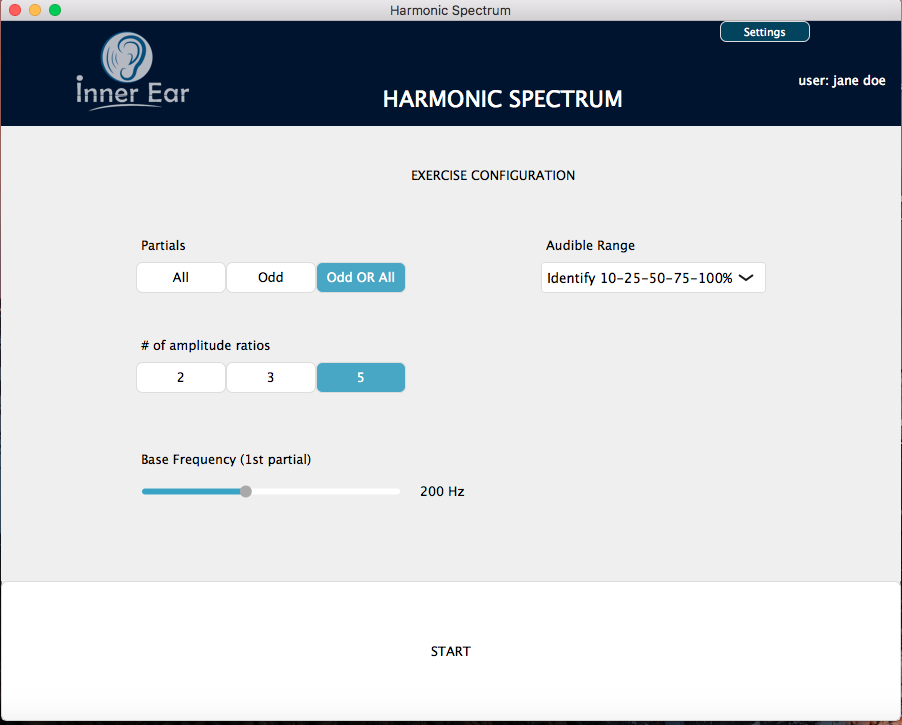 Harmonic Spectrum
Settings
inner Ear
HARMONIC SPECTRUM
user: jane doe
EXERCISE CONFIGURATION
Partials
Audible Range
All
Odd
Odd OR All
Identify 10-25-50-75-100%
# of amplitude ratios
2
3
5
Base Frequency (1st partial)
200 Hz
START